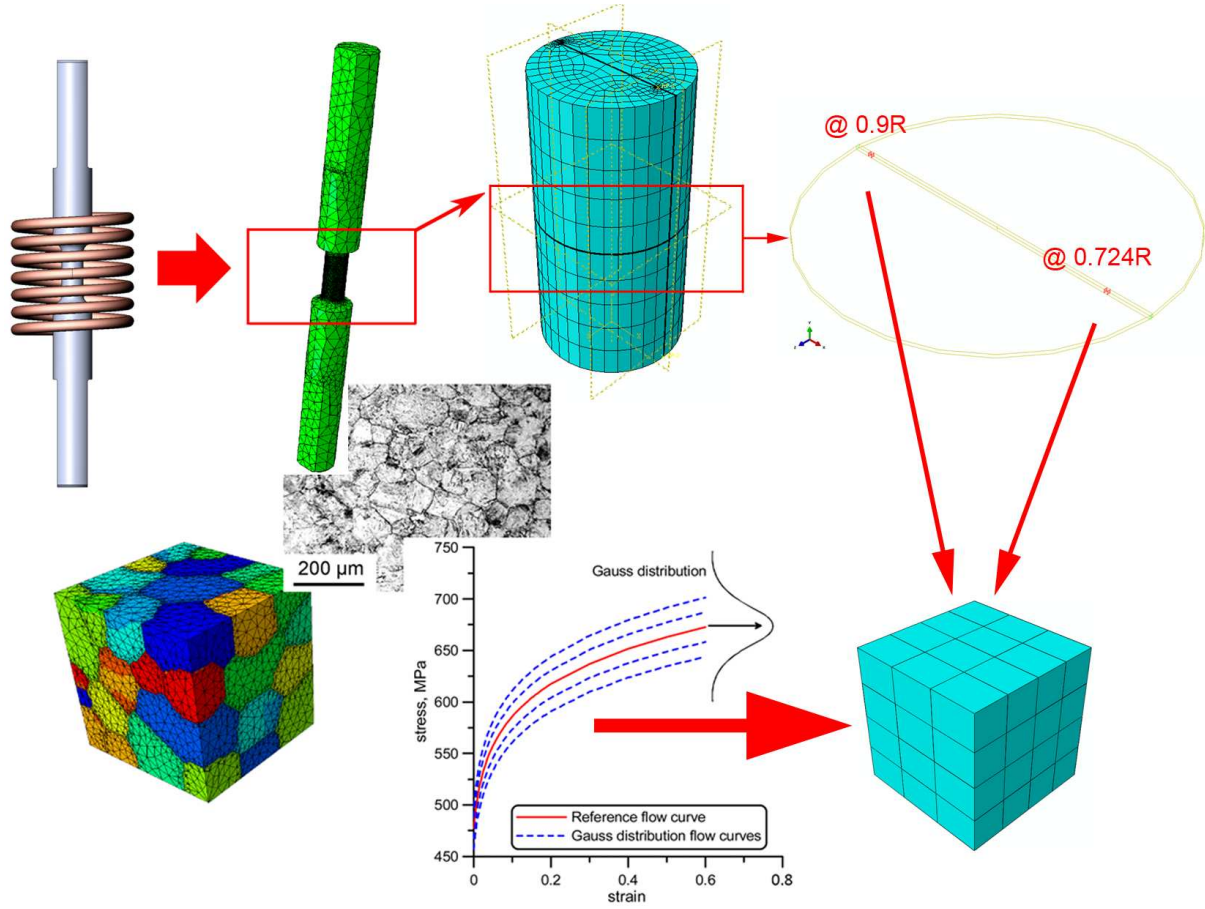 @ 0.9R
@ 0.724R
200 µm
750
700
650
600
550
500
450
stress, MPa
Gauss distribution
Reference flow curve
Gauss distribution flow curves
0
0.2
0.4
0.6
0.8
strain